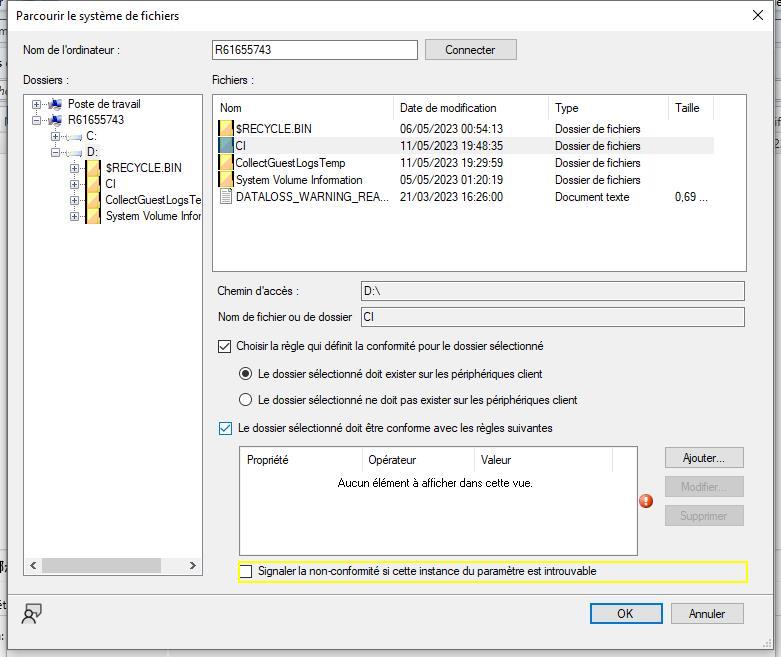 Parcourir le système de fichiers
Nom de l'ordinateur :
R61655743
Connecter
Dossiers :
Fichiers :
Poste de travail
R61655743
C:
D:
$RECYCLE.BIN
CI
CollectGuestLogsTe
System Volume Infor
Nom Date de modification Type Taille
$RECYCLE.BIN 06/05/2023 00:54:13 Dossier de fichiers
CI 11/05/2023 19:48:35 Dossier de fichiers
CollectGuestLogsTemp 11/05/2023 19:29:59 Dossier de fichiers
System Volume Information 05/05/2023 01:20:19 Dossier de fichiers
DATALOSS_WARNING_REA... 21/03/2023 16:26:00 Document texte 0,69 ...
Chemin d'accès : D:\
Nom de fichier ou de dossier CI
Choisir la règle qui définit la conformité pour le dossier sélectionné
Le dossier sélectionné doit exister sur les périphériques client
Le dossier sélectionné ne doit pas exister sur les périphériques client
Le dossier sélectionné doit être conforme avec les règles suivantes
Propriété Opérateur Valeur
Aucun élément à afficher dans cette vue.
Ajouter...
Modifier...
Supprimer
Signaler la non-conformité si cette instance du paramètre est introuvable
OK
Annuler